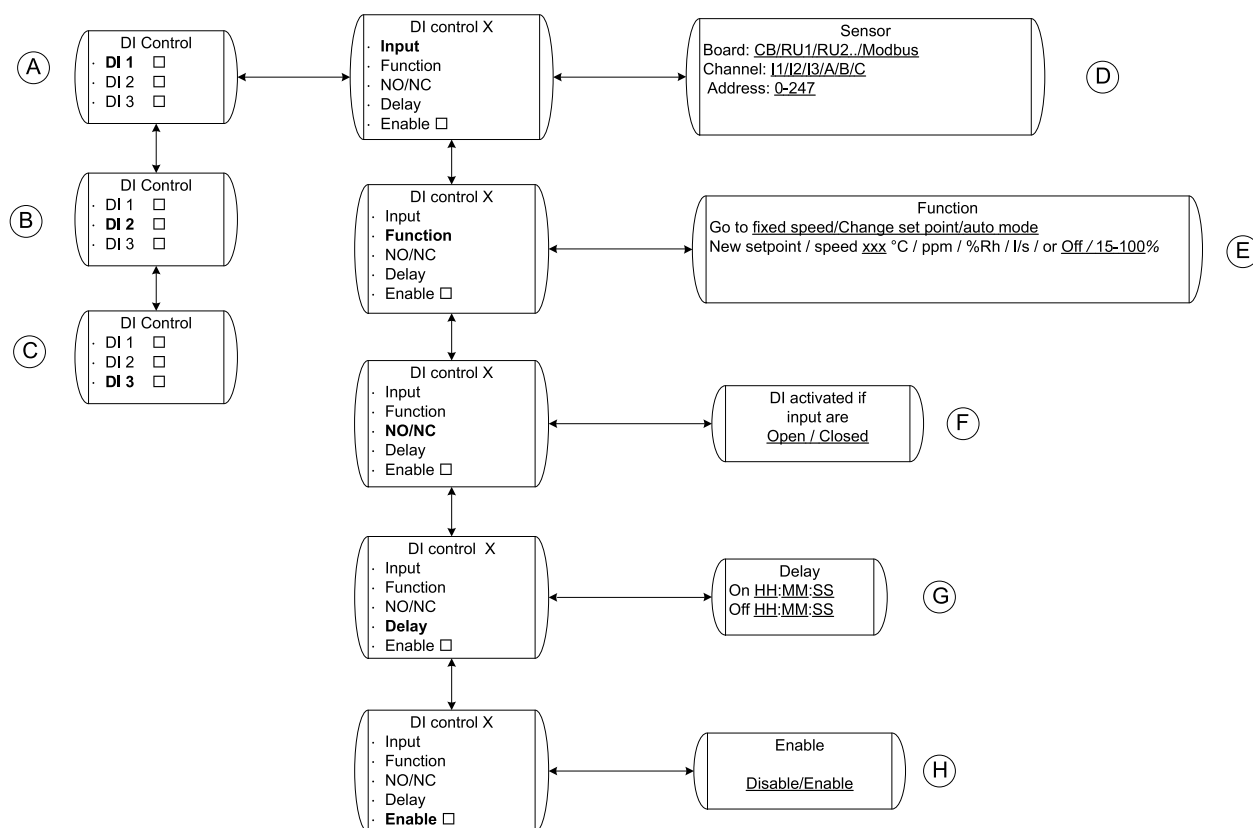 A
DI Control
· DI 1 ☐
· DI 2 ☐
· DI 3 ☐
DI control X
· Input
· Function
· NO/NC
· Delay
· Enable ☐
Sensor
Board: CB/RU1/RU2../Modbus
Channel: I1/I2/I3/A/B/C
Address: 0-247
D
B
DI Control
· DI 1 ☐
· DI 2 ☐
· DI 3 ☐
DI control X
· Input
· Function
· NO/NC
· Delay
· Enable ☐
Function
Go to fixed speed/Change set point/auto mode
New setpoint / speed xxx °C / ppm / %Rh / l/s / or Off / 15-100%
E
C
DI Control
· DI 1 ☐
· DI 2 ☐
· DI 3 ☐
DI control X
· Input
· Function
· NO/NC
· Delay
· Enable ☐
DI activated if
input are
Open / Closed
F
DI control X
· Input
· Function
· NO/NC
· Delay
· Enable ☐
Delay
On HH:MM:SS
Off HH:MM:SS
G
DI control X
· Input
· Function
· NO/NC
· Delay
· Enable ☐
Enable
Disable/Enable
H